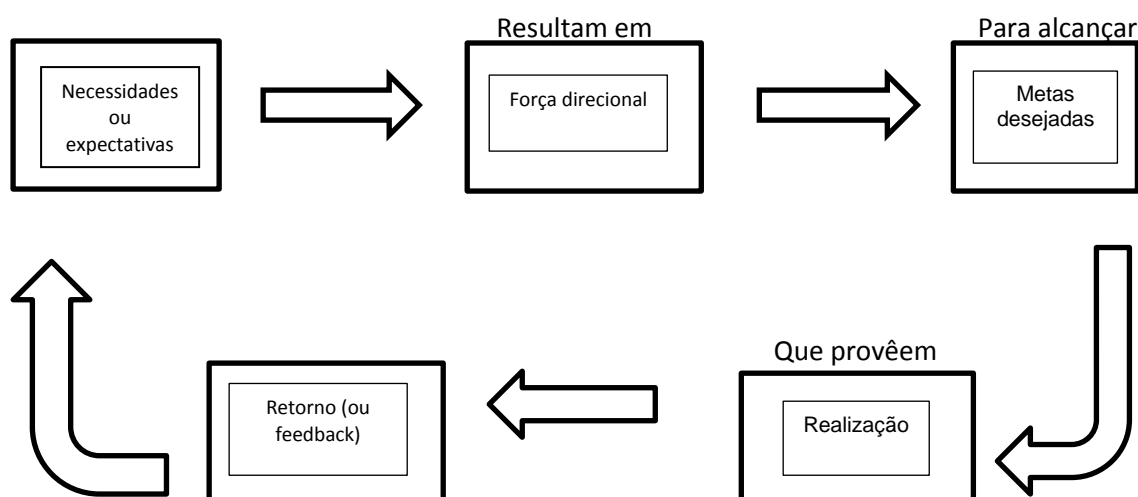 Resultam em
Para alcançar
Necessidades
ou
expectativas
Força direcional
Metas
desejadas
Que provêem
Retorno (ou
feedback)
Realização